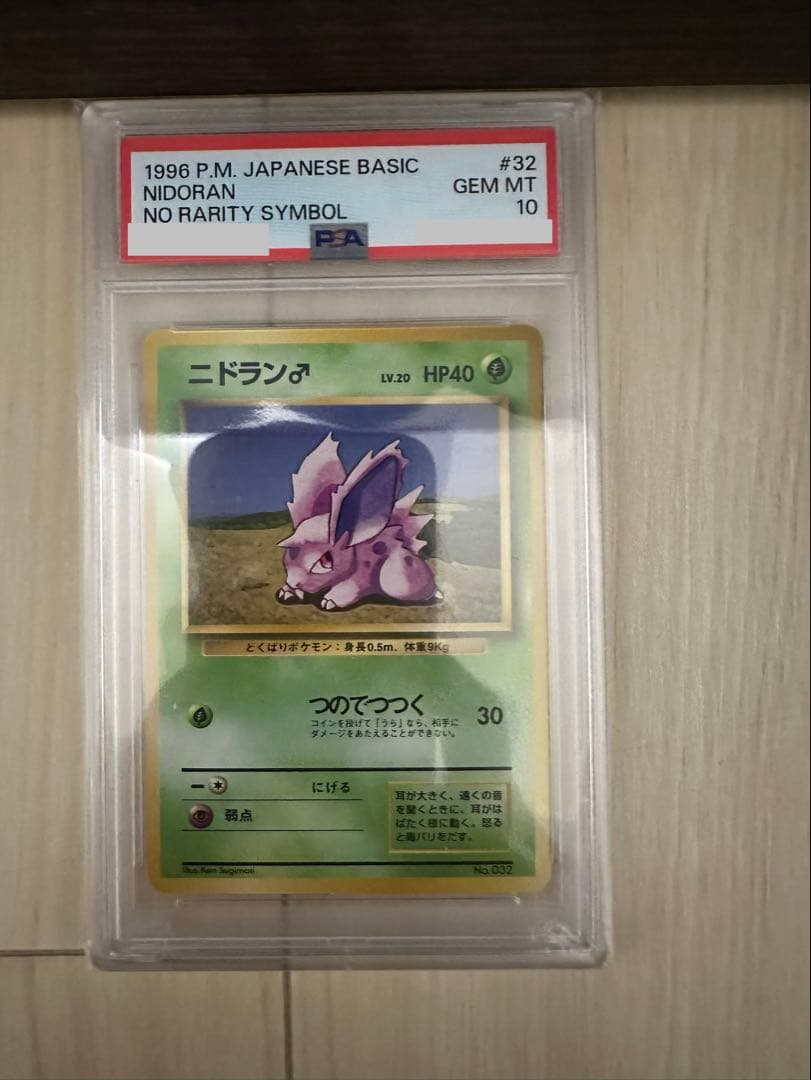 1996 P.M. JAPANESE BASIC #32
NIDORAN GEM MT
NO RARITY SYMBOL 10
PSA
ニドラン♂ LV.20 HP40
どくばりポケモン：身長0.5m、体重9Kg
つのでつつく 30
コインを投げて「うら」なら、相手に
ダメージをあたえることができない。
にげる
弱点
耳が大きく、遠くの音
を聞くときに、耳がは
ばたく様に動く。怒る
と毒バリをだす。
Illus. Ken Sugimori No.032